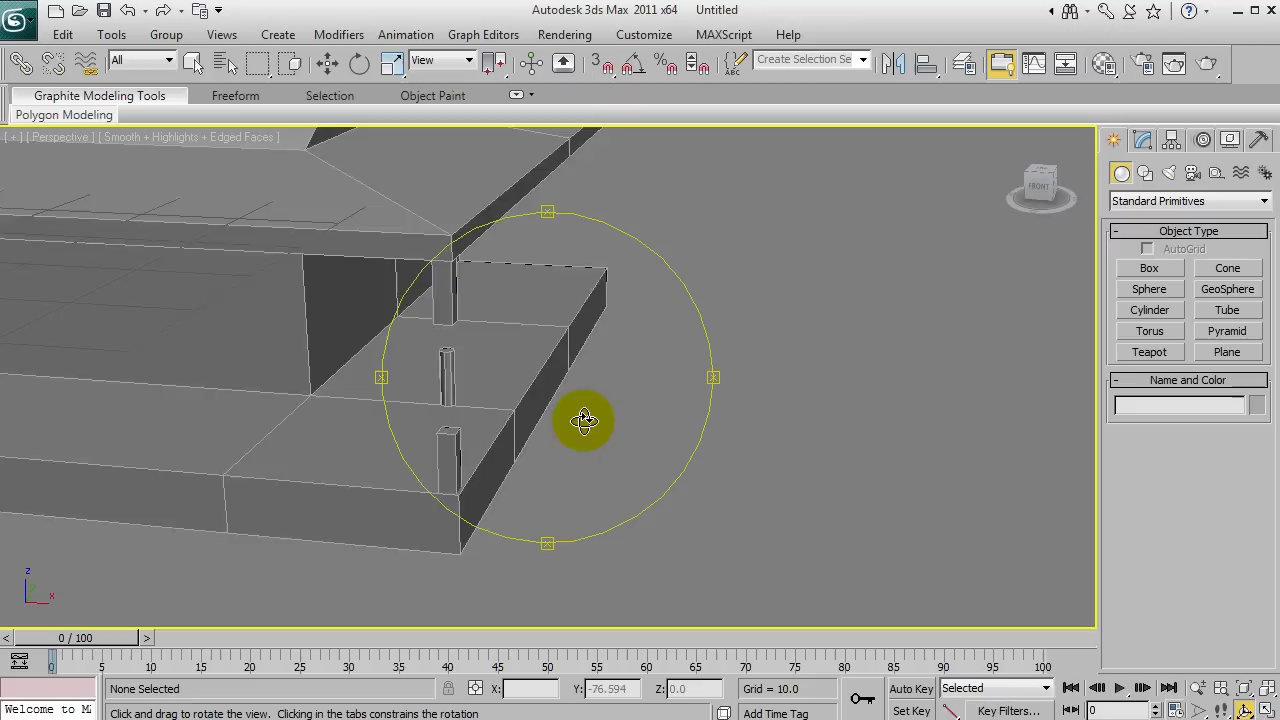 Autodesk 3ds Max 2011 x64 Untitled
Edit Tools Group Views Create Modifiers Animation Graph Editors Rendering Customize MAXScript Help
All View 3 ABC Create Selection Se
Graphite Modeling Tools Freeform Selection Object Paint
Polygon Modeling
[ + ] [ Perspective ] [ Smooth + Highlights + Edged Faces ]
FRONT
Standard Primitives
- Object Type
AutoGrid
Box Cone
Sphere GeoSphere
Cylinder Tube
Torus Pyramid
Teapot Plane
- Name and Color
z
y
x
< 0 / 100 >
0 5 10 15 20 25 30 35 40 45 50 55 60 65 70 75 80 85 90 95 100
None Selected X: Y: -76.594 Z: 0.0 Grid = 10.0 Auto Key Selected
Welcome to M Click and drag to rotate the view. Clicking in the tabs constrains the rotation Add Time Tag Set Key Key Filters... 0